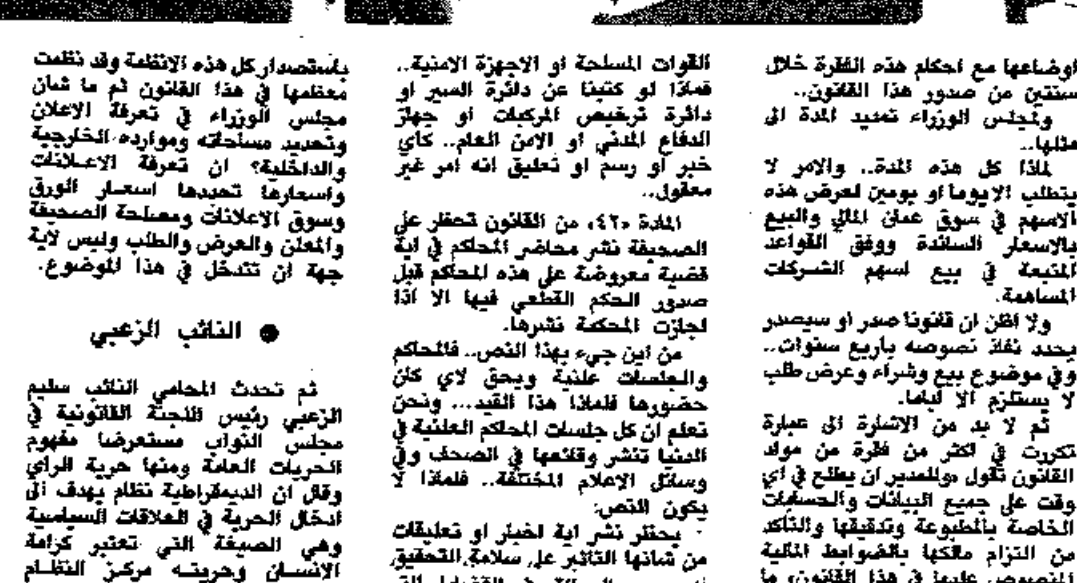 اوضاعها مع احكام هذه الفقرة خلال
سنتين من صدور هذا القانون..
ولمجلس الوزراء تمديد المدة الى
مثلها..
لماذا كل هذه المدة.. والامر لا
يتطلب الا يوما او يومين لعرض هذه
الاسهم في سوق عمان المالي والبيع
بالاسعار السائدة ووفق القواعد
المتبعة في بيع اسهم الشركات
المساهمة.
ولا اظن ان قانونا صدر او سيصدر
يحدد نفاذ نصوصه باربع سنوات..
وفي موضوع بيع وشراء وعرض طلب
لا يستلزم الا اياما.
ثم لا بد من الاشارة الى عبارة
تكررت في اكثر من فقرة من مواد
القانون تقول «وللمدير ان يطلع في اي
وقت على جميع البيانات والحسابات
الخاصة بالمطبوعة وتدقيقها والتأكد
من التزام مالكها بالضوابط المالية
المنصوص عليها في هذا القانون، ما
القوات المسلحة او الاجهزة الامنية..
فماذا لو كتبنا عن دائرة السير او
دائرة ترخيص المركبات او جهاز
الدفاع المدني او الامن العام.. كأي
خبر او رسم او تعليق انه امر غير
معقول..
المادة «٤٢» من القانون تحظر على
الصحيفة نشر محاضر المحاكم في اية
قضية معروضة على هذه المحاكم قبل
صدور الحكم القطعي فيها الا اذا
اجازت المحكمة نشرها.
من اين جيء بهذا النص.. فالمحاكم
والجلسات علنية ويحق لاي كان
حضورها فلماذا هذا القيد... ونحن
نعلم ان كل جلسات المحاكم العلنية في
الدنيا تنشر وقائعها في الصحف وفي
وسائل الاعلام المختلفة.. فلماذا لا
يكون النص:
يحظر نشر اية اخبار او تعليقات
من شأنها التأثير على سلامة التحقيق
باستصدار كل هذه الانظمة وقد نظمت
معظمها في هذا القانون ثم ما شأن
مجلس الوزراء في تعرفة الاعلان
وتحديد مساحاته وموارده الخارجية
والداخلية؟ ان تعرفة الاعلانات
واسعارها تحددها اسعار الورق
وسوق الاعلانات ومصلحة الصحيفة
والمعلن والعرض والطلب وليس لاية
جهة ان تتدخل في هذا الموضوع.
● النائب الزعبي
ثم تحدث المحامي النائب سليم
الزعبي رئيس اللجنة القانونية في
مجلس النواب مستعرضا مفهوم
الحريات العامة ومنها حرية الراي
وقال ان الديمقراطية نظام يهدف الى
ادخال الحرية في العلاقات السياسية
وهي الصيغة التي تعتبر كرامة
الانسان وحريته مركز النظام